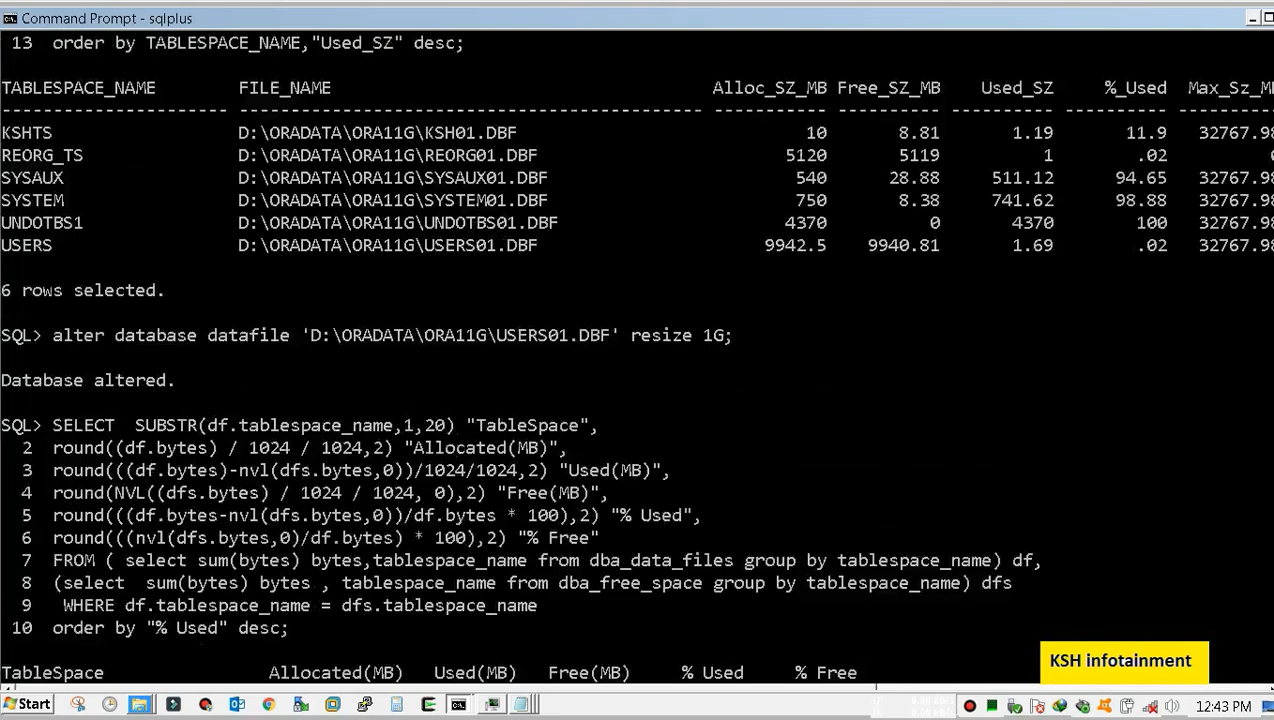 Command Prompt - sqlplus
13 order by TABLESPACE_NAME,"Used_SZ" desc;
TABLESPACE_NAME FILE_NAME Alloc_SZ_MB Free_SZ_MB Used_SZ %_Used Max_Sz_MB
KSHTS D:\ORADATA\ORA11G\KSH01.DBF 10 8.81 1.19 11.9 32767.98
REORG_TS D:\ORADATA\ORA11G\REORG01.DBF 5120 5119 1 .02 0
SYSAUX D:\ORADATA\ORA11G\SYSAUX01.DBF 540 28.88 511.12 94.65 32767.98
SYSTEM D:\ORADATA\ORA11G\SYSTEM01.DBF 750 8.38 741.62 98.88 32767.98
UNDOTBS1 D:\ORADATA\ORA11G\UNDOTBS01.DBF 4370 0 4370 100 32767.98
USERS D:\ORADATA\ORA11G\USERS01.DBF 9942.5 9940.81 1.69 .02 32767.98
6 rows selected.
SQL> alter database datafile 'D:\ORADATA\ORA11G\USERS01.DBF' resize 1G;
Database altered.
SQL> SELECT SUBSTR(df.tablespace_name,1,20) "TableSpace",
2 round((df.bytes) / 1024 / 1024,2) "Allocated(MB)",
3 round(((df.bytes)-nvl(dfs.bytes,0))/1024/1024,2) "Used(MB)",
4 round(NVL((dfs.bytes) / 1024 / 1024, 0),2) "Free(MB)",
5 round(((df.bytes-nvl(dfs.bytes,0))/df.bytes * 100),2) "% Used",
6 round(((nvl(dfs.bytes,0)/df.bytes) * 100),2) "% Free"
7 FROM ( select sum(bytes) bytes,tablespace_name from dba_data_files group by tablespace_name) df,
8 (select sum(bytes) bytes , tablespace_name from dba_free_space group by tablespace_name) dfs
9 WHERE df.tablespace_name = dfs.tablespace_name
10 order by "% Used" desc;
TableSpace Allocated(MB) Used(MB) Free(MB) % Used % Free
KSH infotainment
Start
12:43 PM